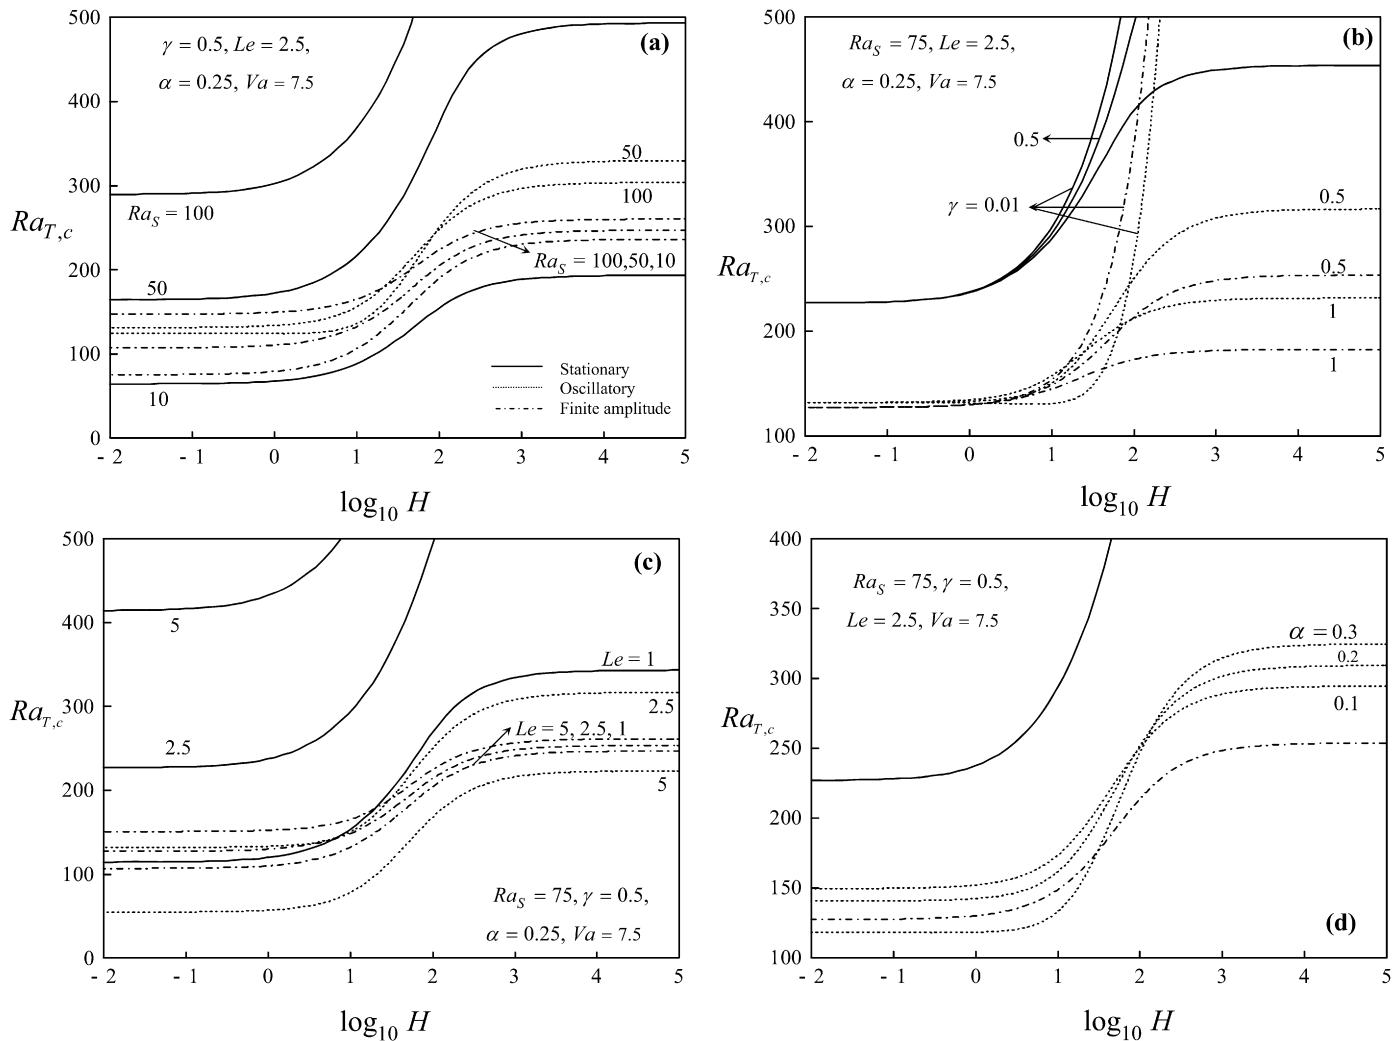 500
400
300
200
100
0
Ra_{T,c}
γ = 0.5, Le = 2.5,
α = 0.25, Va = 7.5
(a)
Ra_S = 100
50
10
50
100
Ra_S = 100,50,10
Stationary
Oscillatory
Finite amplitude
- 2 - 1 0 1 2 3 4 5
log_{10} H
500
400
300
200
100
Ra_{T,c}
Ra_S = 75, Le = 2.5,
α = 0.25, Va = 7.5
(b)
0.5
γ = 0.01
0.5
0.5
1
1
- 2 - 1 0 1 2 3 4 5
log_{10} H
500
400
300
200
100
0
Ra_{T,c}
(c)
5
2.5
Le = 1
2.5
Le = 5, 2.5, 1
5
Ra_S = 75, γ = 0.5,
α = 0.25, Va = 7.5
- 2 - 1 0 1 2 3 4 5
log_{10} H
400
350
300
250
200
150
100
Ra_{T,c}
Ra_S = 75, γ = 0.5,
Le = 2.5, Va = 7.5
α = 0.3
0.2
0.1
(d)
- 2 - 1 0 1 2 3 4 5
log_{10} H